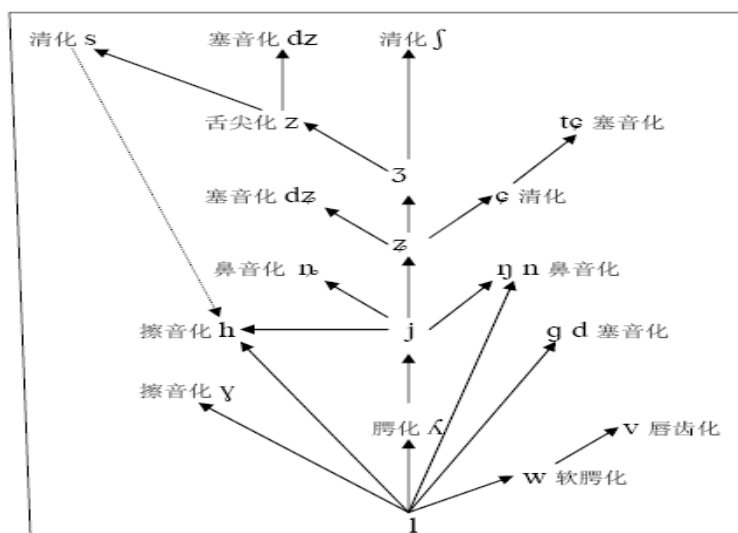 清化 s 塞音化 dz 清化 ʃ
舌尖化 z tɕ 塞音化
ʒ
塞音化 dʑ ɕ 清化
ʑ
鼻音化 ȵ ŋ n 鼻音化
擦音化 h j g d 塞音化
擦音化 ɣ
腭化 ʎ v 唇齿化
w 软腭化
l